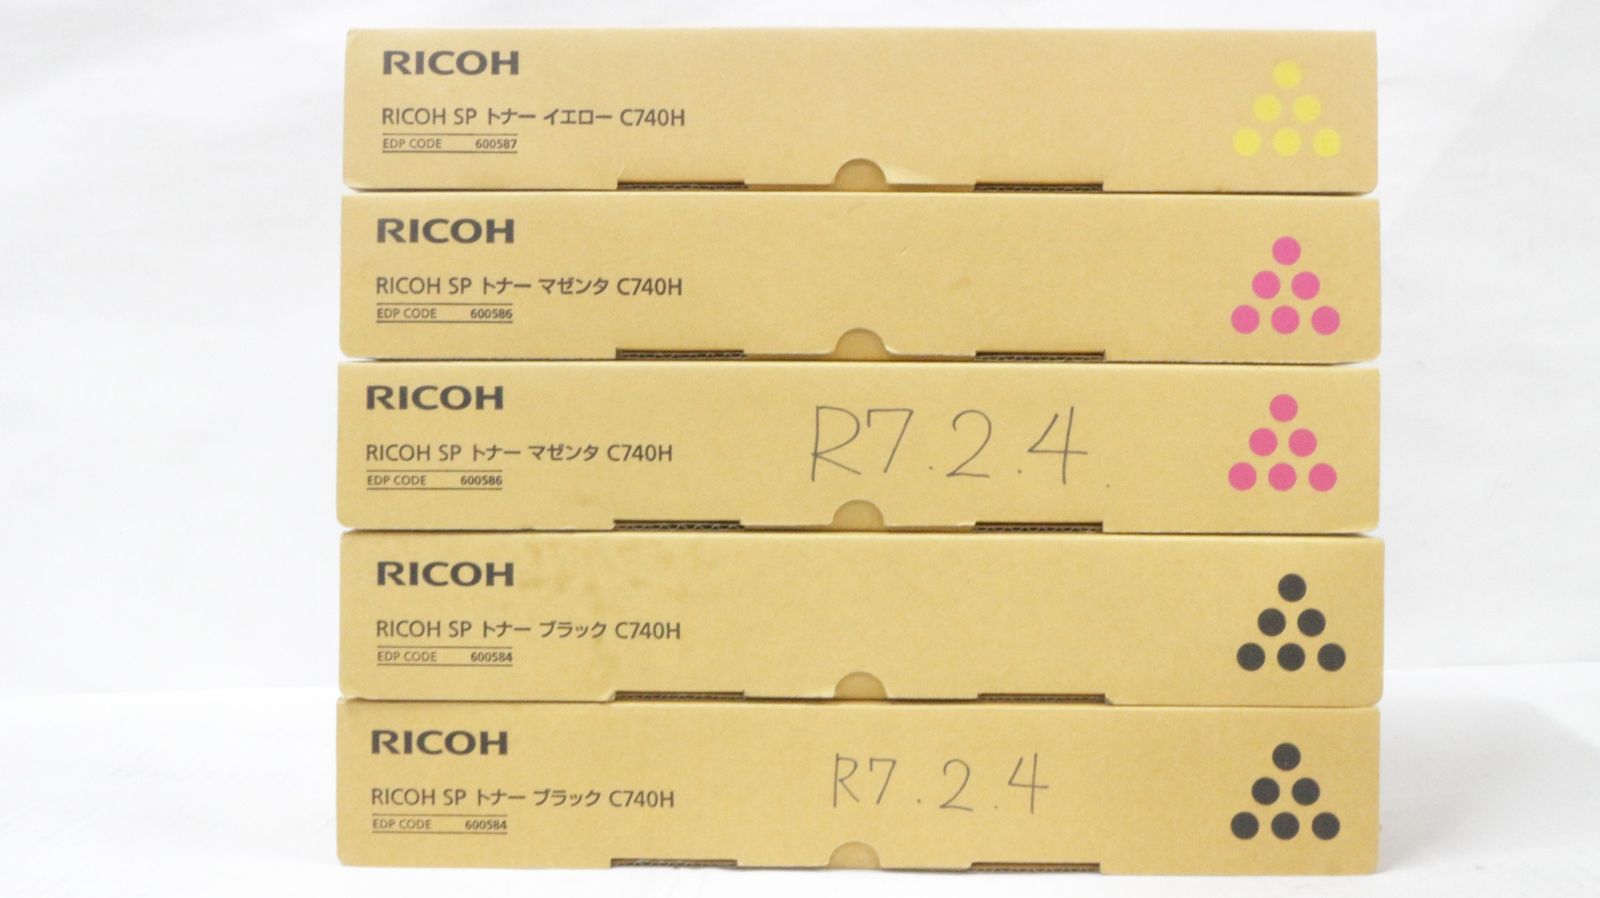 RICOH
RICOH SP トナー イエロー C740H
EDP CODE 600587
RICOH
RICOH SP トナー マゼンタ C740H
EDP CODE 600586
RICOH
RICOH SP トナー マゼンタ C740H
EDP CODE 600586
R7.2.4.
RICOH
RICOH SP トナー ブラック C740H
EDP CODE 600584
RICOH
RICOH SP トナー ブラック C740H
EDP CODE 600584
R7.2.4